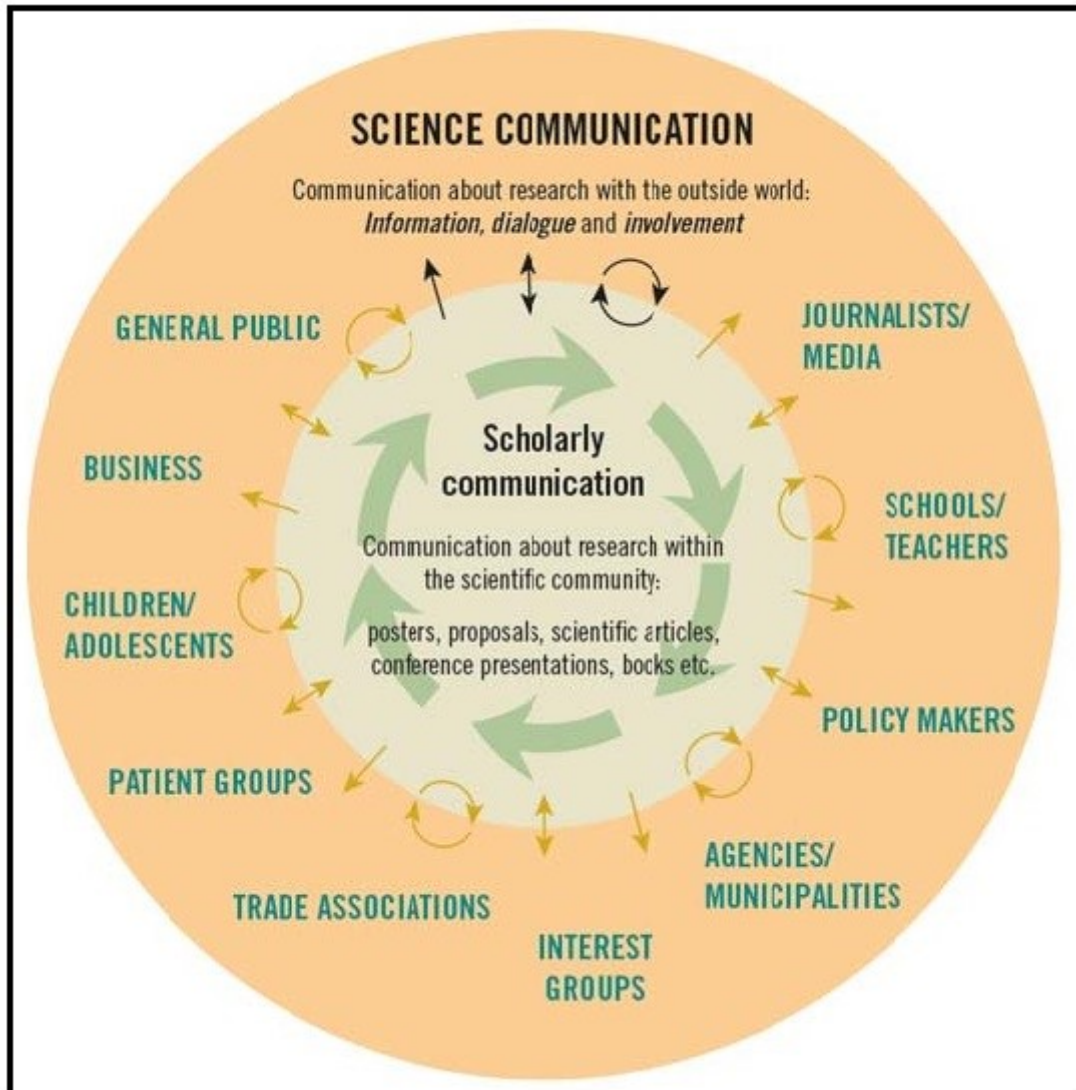 SCIENCE COMMUNICATION
Communication about research with the outside world:
Information, dialogue and involvement
GENERAL PUBLIC
JOURNALISTS/
MEDIA
Scholarly
communication
BUSINESS
SCHOOLS/
TEACHERS
Communication about research within
the scientific community:
CHILDREN/
ADOLESCENTS
posters, proposals, scientific articles,
conference presentations, books etc.
POLICY MAKERS
PATIENT GROUPS
AGENCIES/
MUNICIPALITIES
TRADE ASSOCIATIONS
INTEREST
GROUPS